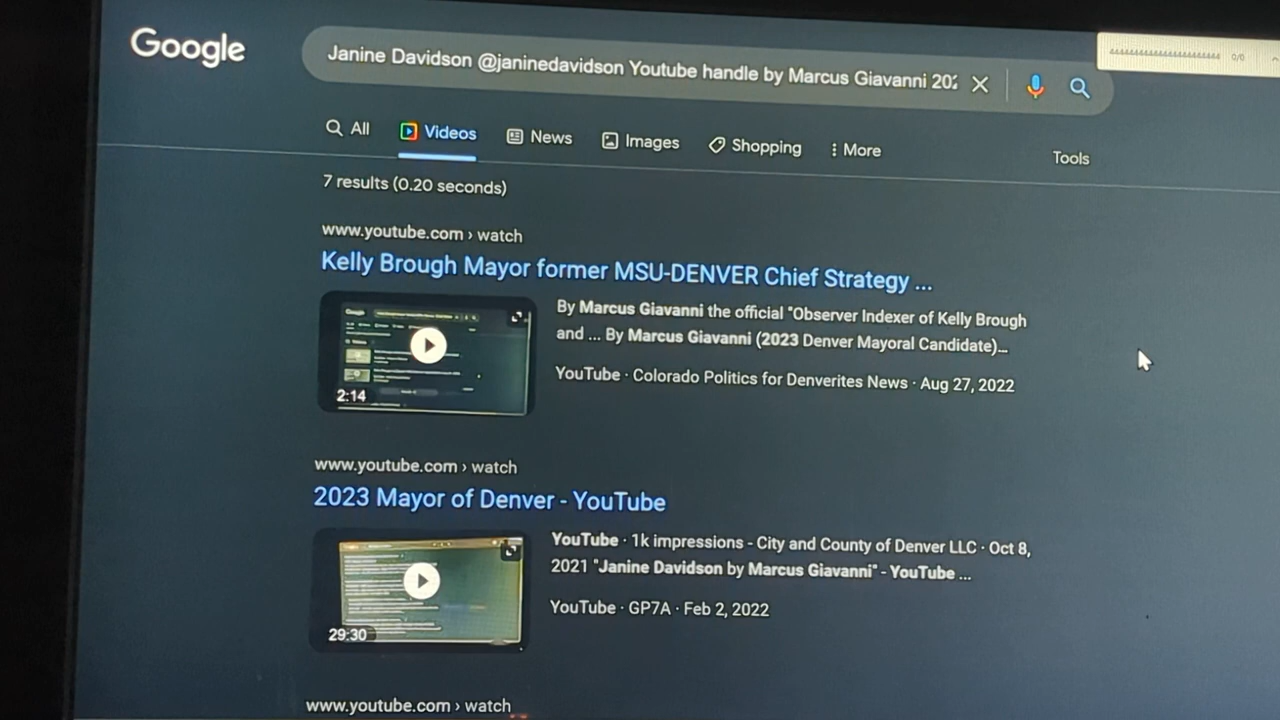 Google
Janine Davidson @janinedavidson Youtube handle by Marcus Giavanni 202
0/0
All
Videos
News
Images
Shopping
More
Tools
7 results (0.20 seconds)
www.youtube.com › watch
Kelly Brough Mayor former MSU-DENVER Chief Strategy ...
By Marcus Giavanni the official "Observer Indexer of Kelly Brough
and ... By Marcus Giavanni (2023 Denver Mayoral Candidate)...
YouTube · Colorado Politics for Denverites News · Aug 27, 2022
2:14
www.youtube.com › watch
2023 Mayor of Denver - YouTube
YouTube · 1k impressions - City and County of Denver LLC · Oct 8,
2021 "Janine Davidson by Marcus Giavanni" - YouTube ...
YouTube · GP7A · Feb 2, 2022
29:30
www.youtube.com › watch